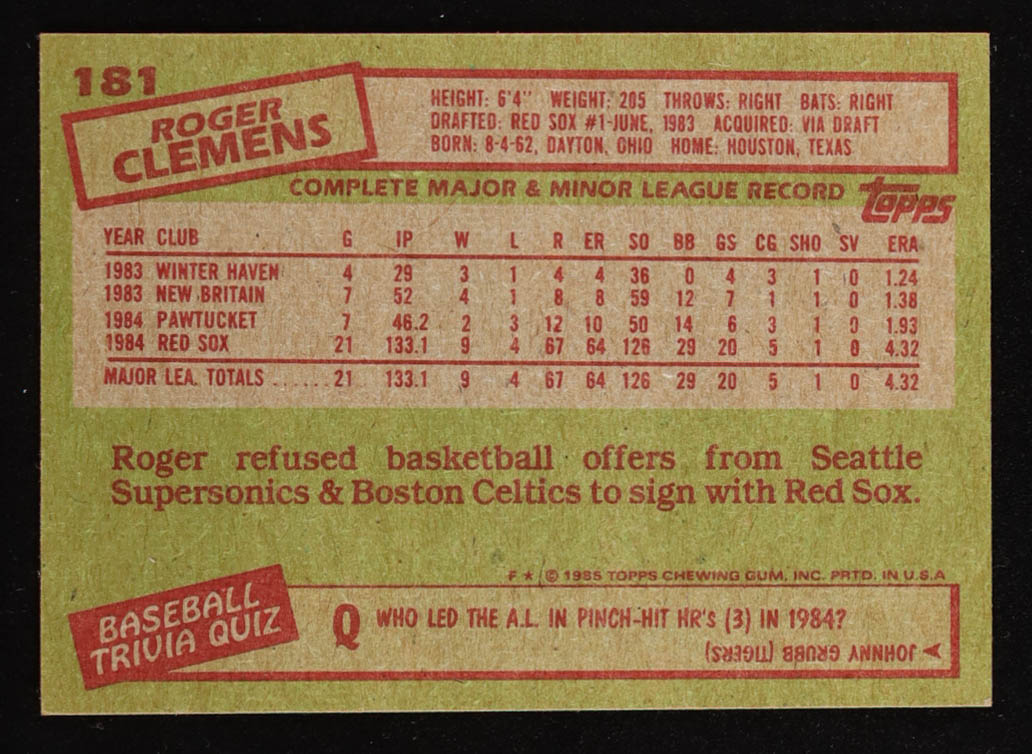 181
ROGER
CLEMENS
HEIGHT: 6'4" WEIGHT: 205 THROWS: RIGHT BATS: RIGHT
DRAFTED: RED SOX #1-JUNE, 1983 ACQUIRED: VIA DRAFT
BORN: 8-4-62, DAYTON, OHIO HOME: HOUSTON, TEXAS
COMPLETE MAJOR & MINOR LEAGUE RECORD topps
YEAR CLUB G IP W L R ER SO BB GS CG SHO SV ERA
1983 WINTER HAVEN 4 29 3 1 4 4 36 0 4 3 1 0 1.24
1983 NEW BRITAIN 7 52 4 1 8 8 59 12 7 1 1 0 1.38
1984 PAWTUCKET 7 46.2 2 3 12 10 50 14 6 3 1 0 1.93
1984 RED SOX 21 133.1 9 4 67 64 126 29 20 5 1 0 4.32
MAJOR LEA. TOTALS ...... 21 133.1 9 4 67 64 126 29 20 5 1 0 4.32
Roger refused basketball offers from Seattle
Supersonics & Boston Celtics to sign with Red Sox.
F ★ © 1985 TOPPS CHEWING GUM, INC. PRTD. IN U.S.A
BASEBALL
TRIVIA QUIZ
Q WHO LED THE A.L. IN PINCH-HIT HR's (3) IN 1984?
A JOHNNY GRUBB (TIGERS)